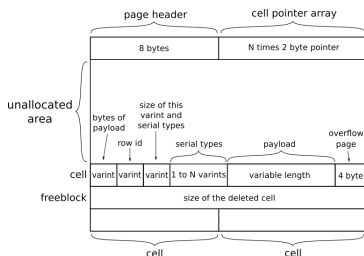 page header
cell pointer array
8 bytes
N times 2 byte pointer
unallocated
area
bytes of
payload
row id
size of this
varint and
serial types
serial types
payload
overflow
page
cell
varint
varint
varint
1 to N varints
variable length
4 byte
freeblock
size of the deleted cell
cell
cell